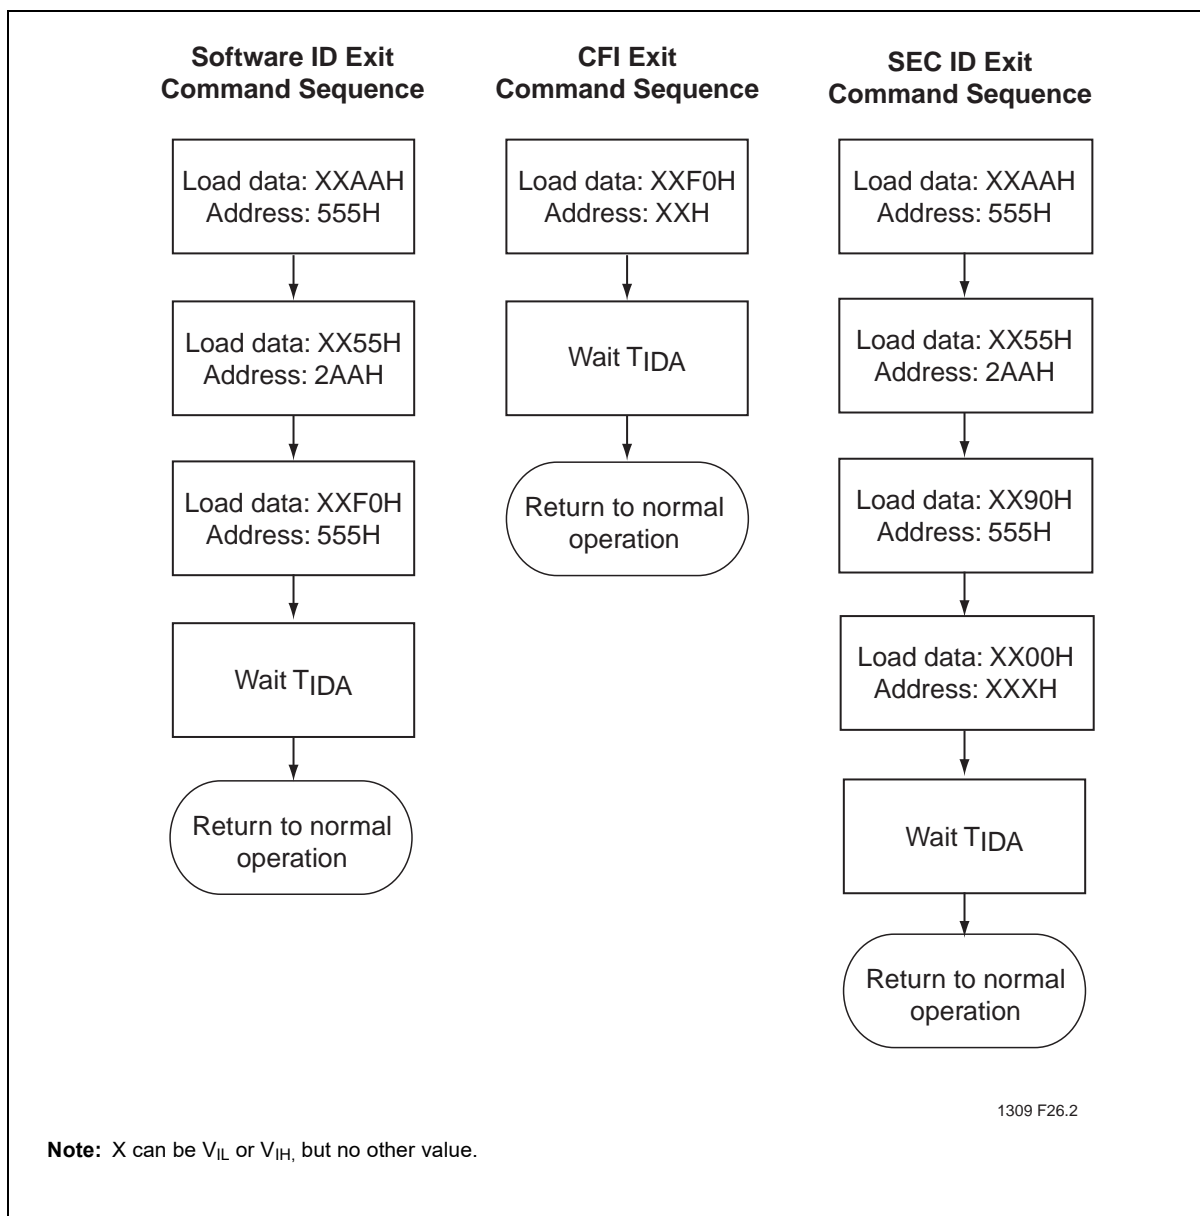 Software ID Exit
Command Sequence
Load data: XXAAH
Address: 555H
Load data: XX55H
Address: 2AAH
Load data: XXF0H
Address: 555H
Wait TIDA
Return to normal
operation
CFI Exit
Command Sequence
Load data: XXF0H
Address: XXH
Wait TIDA
Return to normal
operation
SEC ID Exit
Command Sequence
Load data: XXAAH
Address: 555H
Load data: XX55H
Address: 2AAH
Load data: XX90H
Address: 555H
Load data: XX00H
Address: XXXH
Wait TIDA
Return to normal
operation
1309 F26.2
Note: X can be VIL or VIH, but no other value.